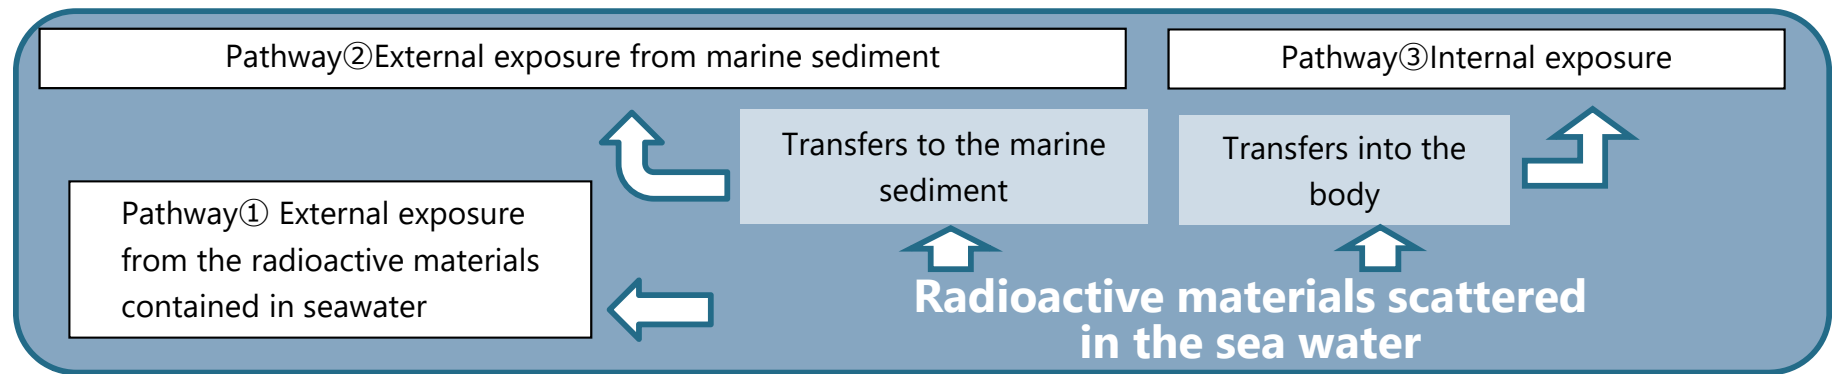 Pathway②External exposure from marine sediment
Pathway③Internal exposure
Transfers to the marine
sediment
Transfers into the
body
Pathway① External exposure
from the radioactive materials
contained in seawater
Radioactive materials scattered
in the sea water